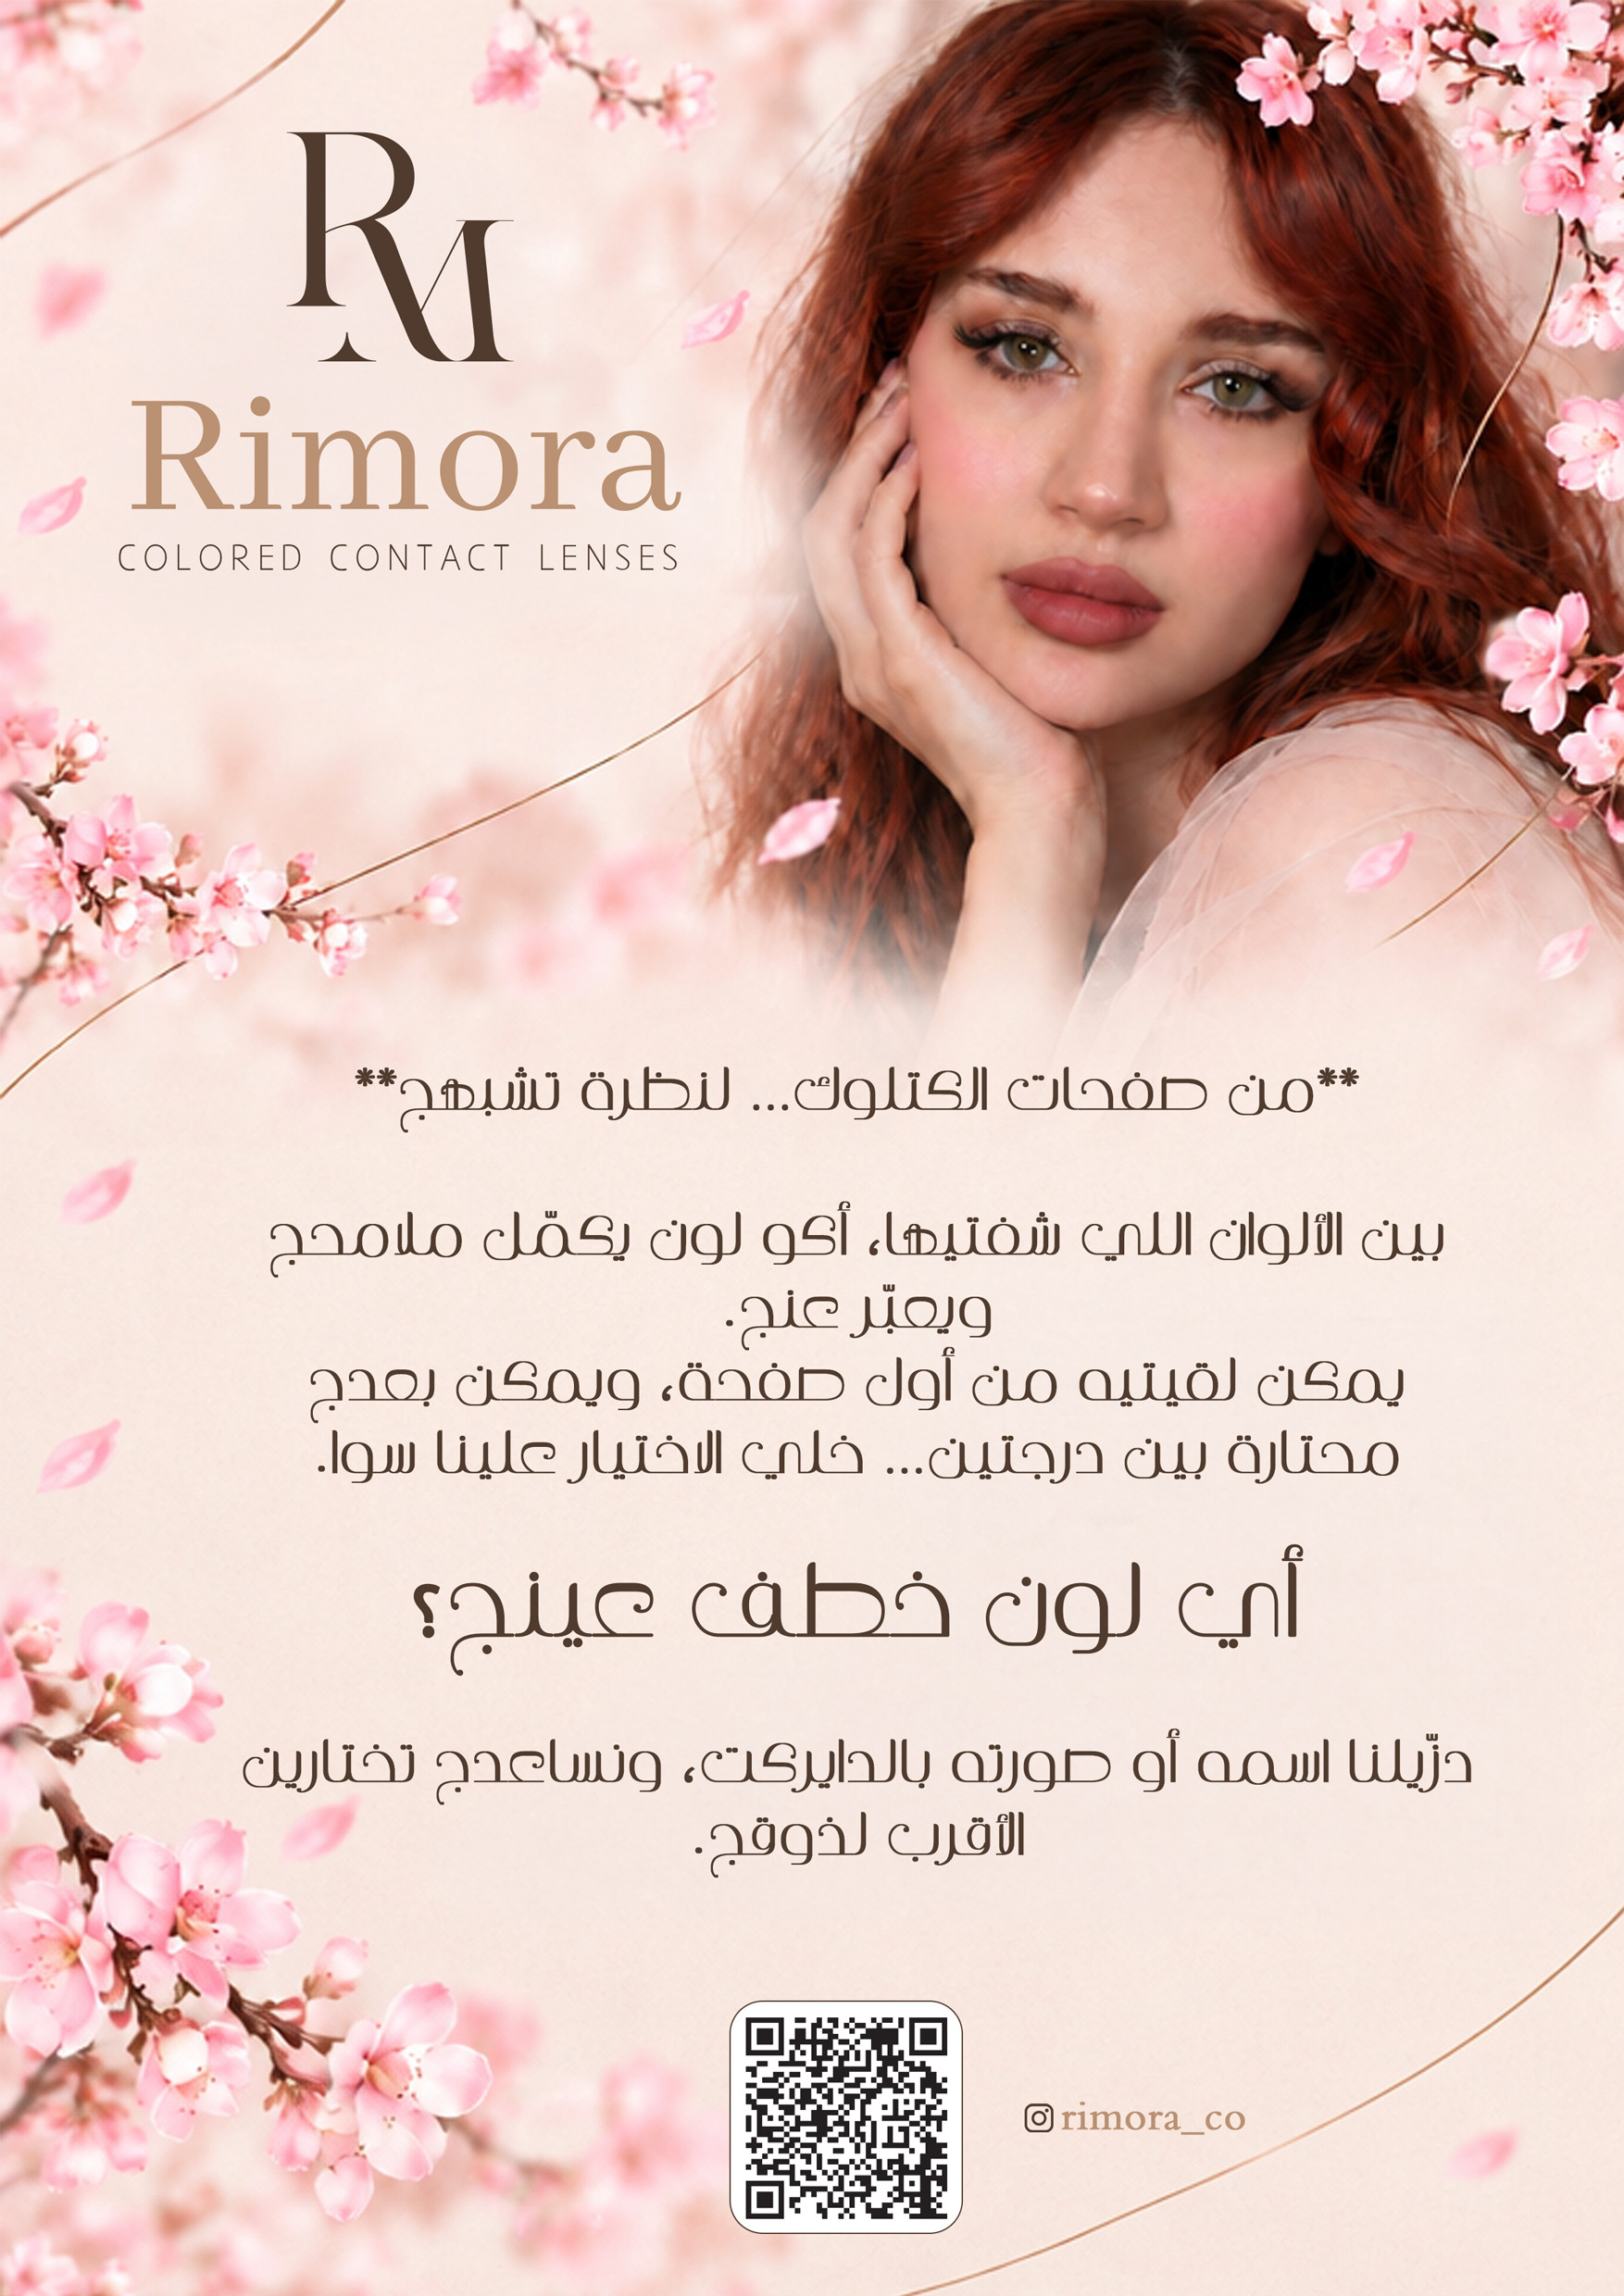 RM
Rimora
COLORED CONTACT LENSES
**من صفحات الكتلوك... لنظرة تشبهج**
بين الألوان اللي شفتيها، أكو لون يكمّل ملامحج
ويعبّر عنج.
يمكن لقيتيه من أول صفحة، ويمكن بعدج
محتارة بين درجتين... خلي الاختيار علينا سوا.
أي لون خطف عينج؟
دزّيلنا اسمه أو صورته بالدايركت، ونساعدج تختارين
الأقرب لذوقج.
rimora_co